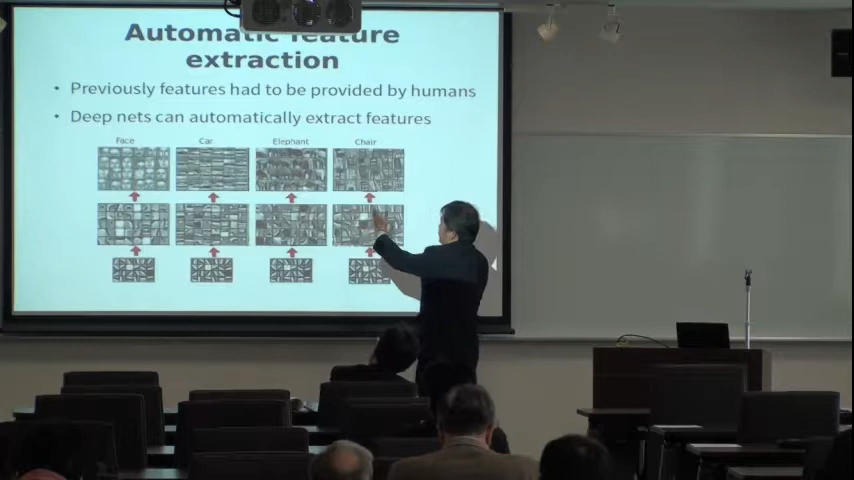 Automatic feature
extraction
• Previously features had to be provided by humans
• Deep nets can automatically extract features
Face Car Elephant Chair